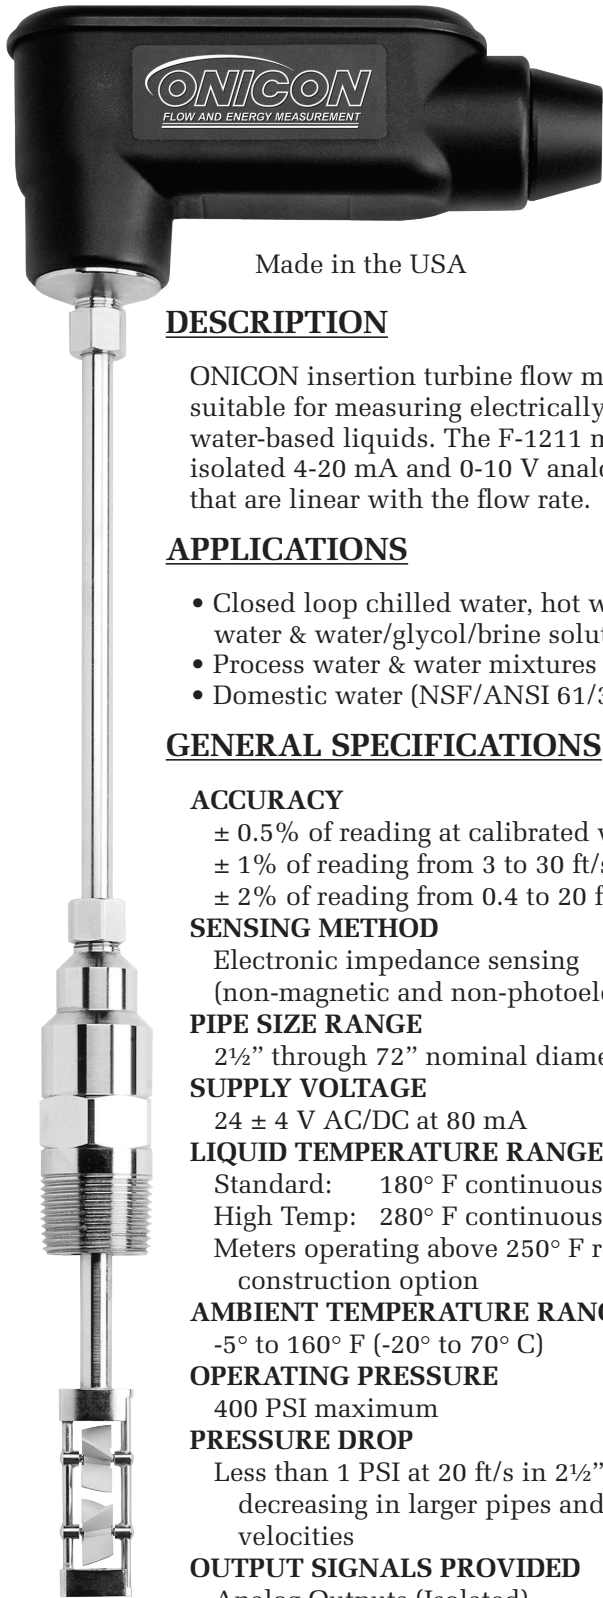 ONICON
FLOW AND ENERGY MEASUREMENT
Made in the USA
DESCRIPTION
ONICON insertion turbine flow m
suitable for measuring electrically
water-based liquids. The F-1211 m
isolated 4-20 mA and 0-10 V analo
that are linear with the flow rate.
APPLICATIONS
• Closed loop chilled water, hot w
water & water/glycol/brine solut
• Process water & water mixtures
• Domestic water (NSF/ANSI 61/3
GENERAL SPECIFICATIONS
ACCURACY
± 0.5% of reading at calibrated v
± 1% of reading from 3 to 30 ft/s
± 2% of reading from 0.4 to 20 f
SENSING METHOD
Electronic impedance sensing
(non-magnetic and non-photoele
PIPE SIZE RANGE
2½” through 72” nominal diame
SUPPLY VOLTAGE
24 ± 4 V AC/DC at 80 mA
LIQUID TEMPERATURE RANGE
Standard: 180° F continuous
High Temp: 280° F continuous
Meters operating above 250° F r
construction option
AMBIENT TEMPERATURE RANG
-5° to 160° F (-20° to 70° C)
OPERATING PRESSURE
400 PSI maximum
PRESSURE DROP
Less than 1 PSI at 20 ft/s in 2½”
decreasing in larger pipes and
velocities
OUTPUT SIGNALS PROVIDED
Analog Outputs (Isolated)